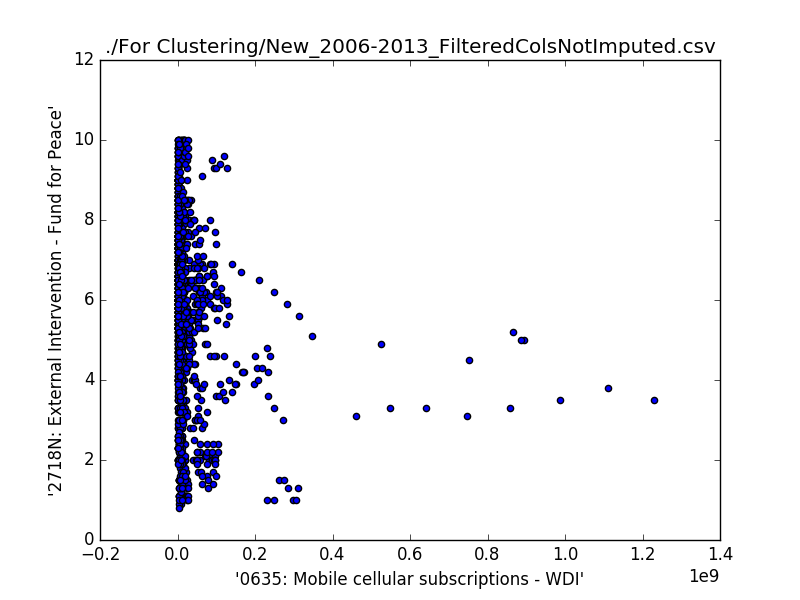 ./For Clustering/New_2006-2013_FilteredColsNotImputed.csv
12
10
8
6
4
2
0
'2718N: External Intervention - Fund for Peace'
−0.2 0.0 0.2 0.4 0.6 0.8 1.0 1.2 1.4
1e9
'0635: Mobile cellular subscriptions - WDI'